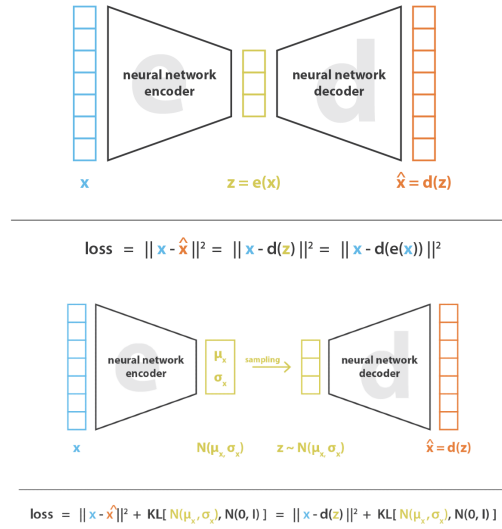 e
d
neural network
encoder
neural network
decoder
x
z = e(x)
x̂ = d(z)
loss = || x - x̂ ||² = || x - d(z) ||² = || x - d(e(x)) ||²
e
d
neural network
encoder
μₓ
σₓ
sampling
neural network
decoder
x
N(μₓ, σₓ)
z ~ N(μₓ, σₓ)
x̂ = d(z)
loss = || x - x̂ ||² + KL[ N(μₓ, σₓ), N(0, I) ] = || x - d(z) ||² + KL[ N(μₓ, σₓ), N(0, I) ]